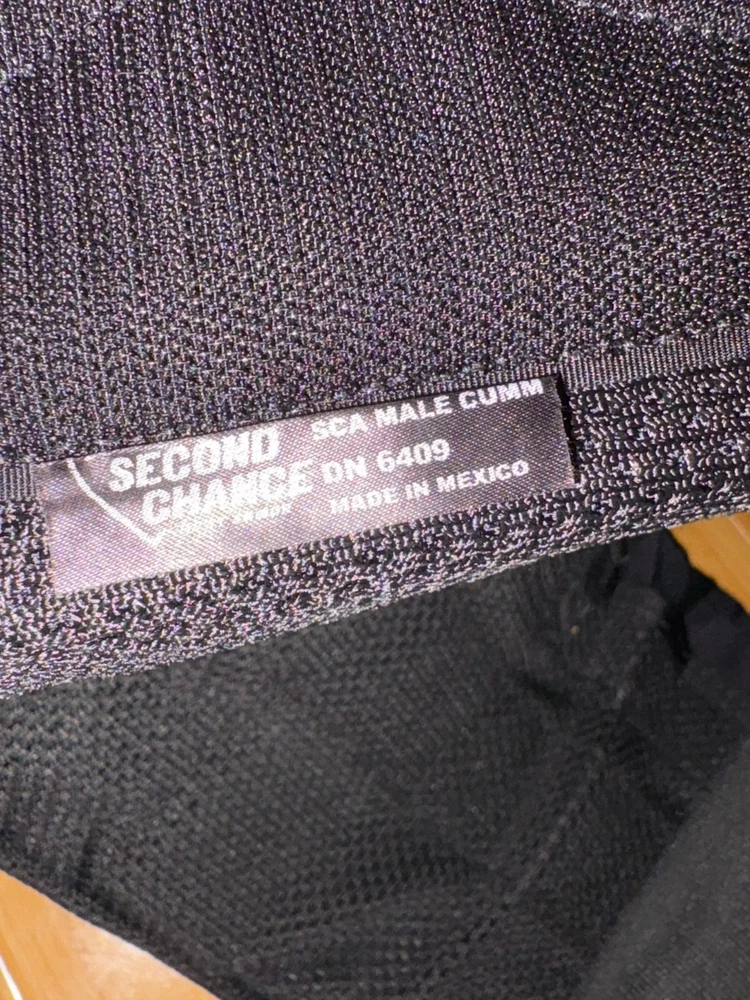 SECOND
CHANCE
SCA MALE CUMM
DN 6409
MADE IN MEXICO